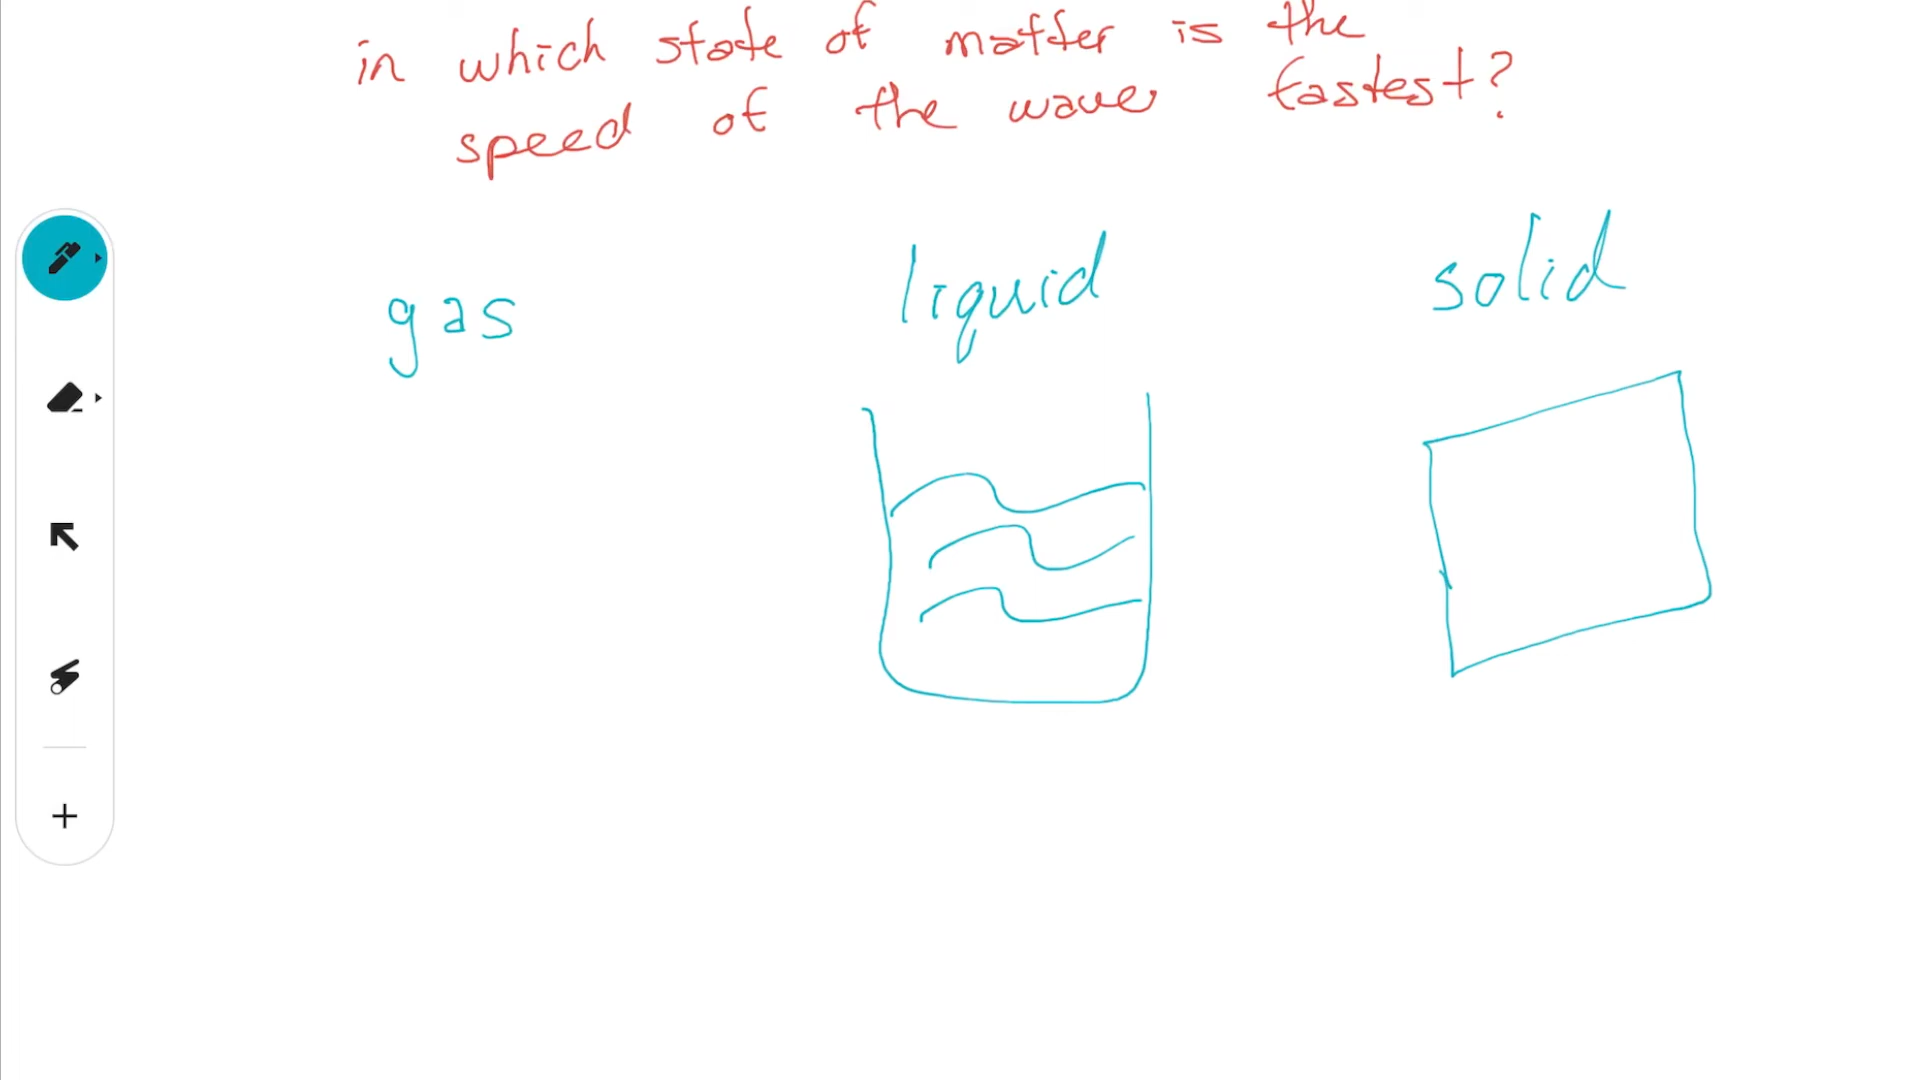 in which state of matter is the
speed of the wave fastest?
gas liquid solid